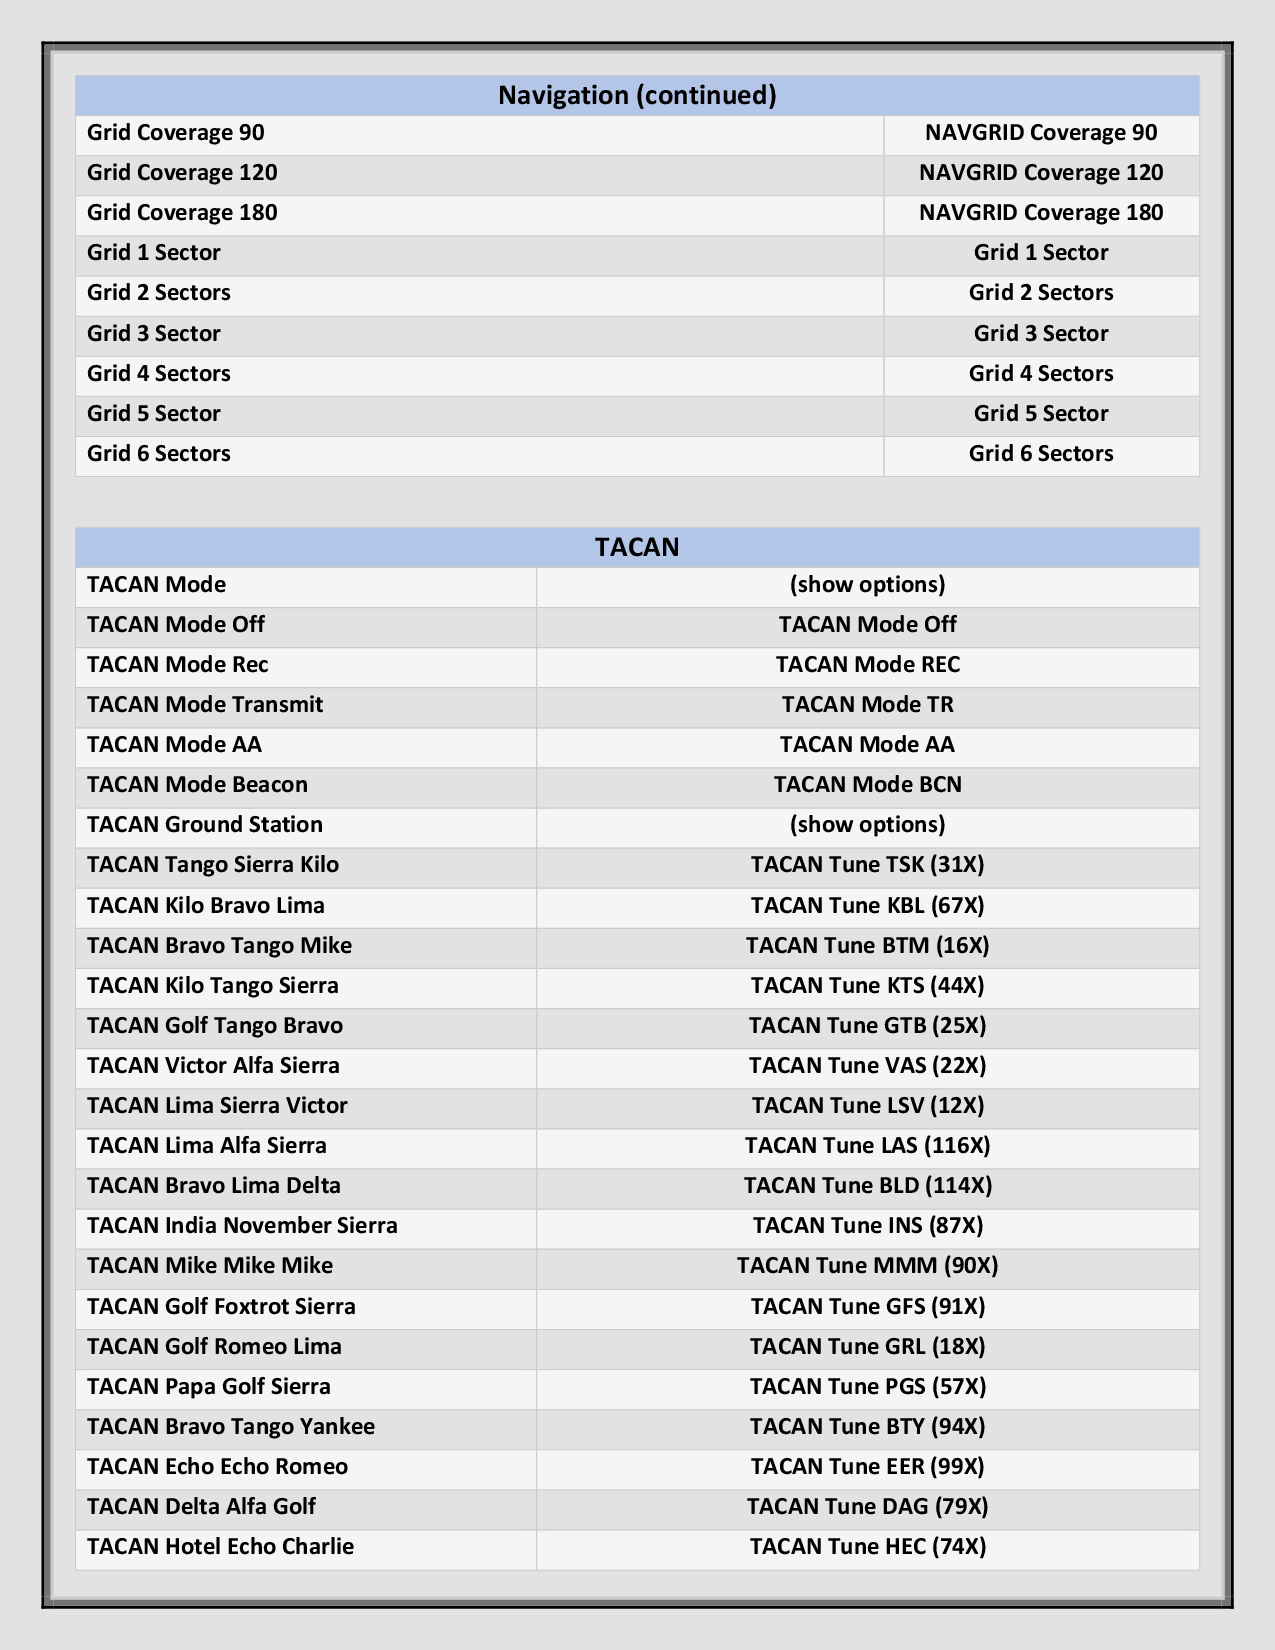 Navigation (continued)
Grid Coverage 90 NAVGRID Coverage 90
Grid Coverage 120 NAVGRID Coverage 120
Grid Coverage 180 NAVGRID Coverage 180
Grid 1 Sector Grid 1 Sector
Grid 2 Sectors Grid 2 Sectors
Grid 3 Sector Grid 3 Sector
Grid 4 Sectors Grid 4 Sectors
Grid 5 Sector Grid 5 Sector
Grid 6 Sectors Grid 6 Sectors
TACAN
TACAN Mode (show options)
TACAN Mode Off TACAN Mode Off
TACAN Mode Rec TACAN Mode REC
TACAN Mode Transmit TACAN Mode TR
TACAN Mode AA TACAN Mode AA
TACAN Mode Beacon TACAN Mode BCN
TACAN Ground Station (show options)
TACAN Tango Sierra Kilo TACAN Tune TSK (31X)
TACAN Kilo Bravo Lima TACAN Tune KBL (67X)
TACAN Bravo Tango Mike TACAN Tune BTM (16X)
TACAN Kilo Tango Sierra TACAN Tune KTS (44X)
TACAN Golf Tango Bravo TACAN Tune GTB (25X)
TACAN Victor Alfa Sierra TACAN Tune VAS (22X)
TACAN Lima Sierra Victor TACAN Tune LSV (12X)
TACAN Lima Alfa Sierra TACAN Tune LAS (116X)
TACAN Bravo Lima Delta TACAN Tune BLD (114X)
TACAN India November Sierra TACAN Tune INS (87X)
TACAN Mike Mike Mike TACAN Tune MMM (90X)
TACAN Golf Foxtrot Sierra TACAN Tune GFS (91X)
TACAN Golf Romeo Lima TACAN Tune GRL (18X)
TACAN Papa Golf Sierra TACAN Tune PGS (57X)
TACAN Bravo Tango Yankee TACAN Tune BTY (94X)
TACAN Echo Echo Romeo TACAN Tune EER (99X)
TACAN Delta Alfa Golf TACAN Tune DAG (79X)
TACAN Hotel Echo Charlie TACAN Tune HEC (74X)